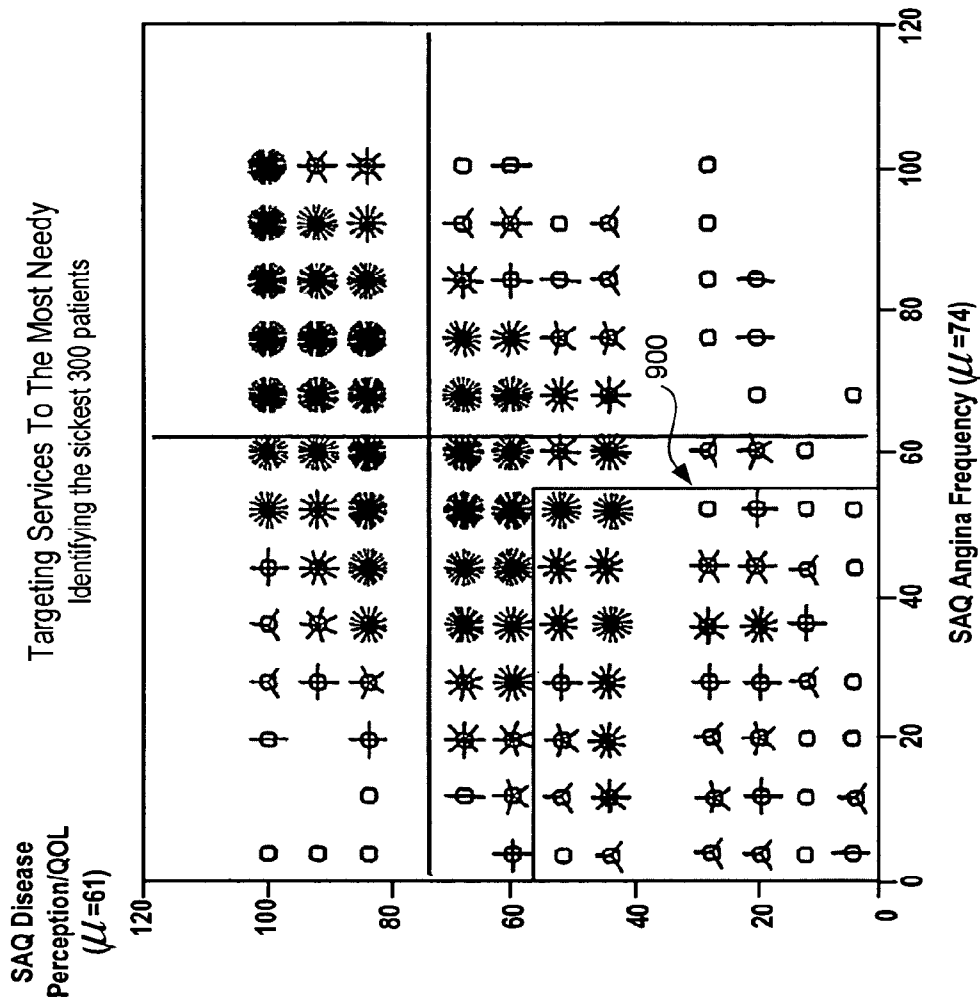 Targeting Services To The Most Needy
Identifying the sickest 300 patients
SAQ Disease
Perception/QOL
(μ=61)
120
100
80
60
40
20
0
900
0
20
40
60
80
100
120
SAQ Angina Frequency (μ=74)